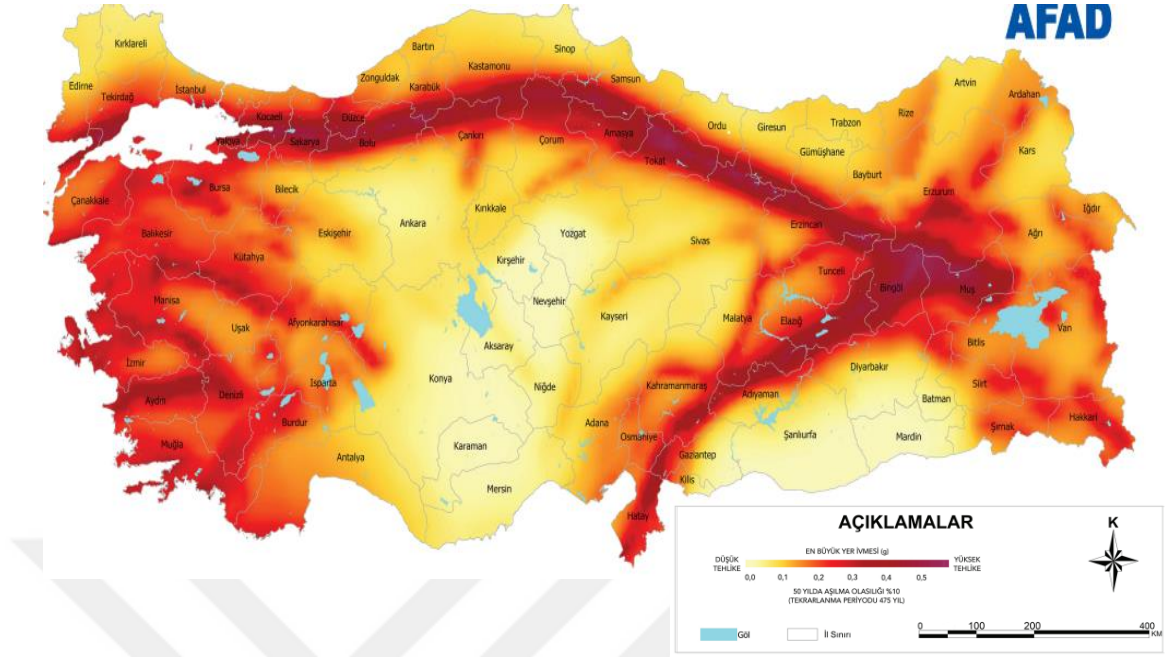 AFAD
Kırklareli
Edirne
Tekirdağ
İstanbul
Kocaeli
Yalova
Sakarya
Düzce
Bolu
Zonguldak
Bartın
Karabük
Kastamonu
Sinop
Samsun
Çankırı
Çorum
Amasya
Tokat
Ordu
Giresun
Trabzon
Gümüşhane
Bayburt
Rize
Artvin
Ardahan
Kars
Iğdır
Erzurum
Ağrı
Erzincan
Çanakkale
Bursa
Bilecik
Balıkesir
Kütahya
Eskişehir
Ankara
Kırıkkale
Yozgat
Sivas
Kırşehir
Nevşehir
Kayseri
Malatya
Tunceli
Elazığ
Bingöl
Muş
Van
Bitlis
Manisa
Uşak
Afyonkarahisar
İzmir
Aydın
Denizli
Isparta
Burdur
Muğla
Antalya
Konya
Aksaray
Niğde
Karaman
Mersin
Adana
Kahramanmaraş
Osmaniye
Adıyaman
Gaziantep
Kilis
Hatay
Şanlıurfa
Diyarbakır
Batman
Mardin
Siirt
Şırnak
Hakkari
AÇIKLAMALAR
K
EN BÜYÜK YER İVMESİ (g)
DÜŞÜK
TEHLİKE
YÜKSEK
TEHLİKE
0,0 0,1 0,2 0,3 0,4 0,5
50 YILDA AŞILMA OLASILIĞI %10
(TEKRARLANMA PERİYODU 475 YIL)
Göl
İl Sınırı
0 100 200 400
KM